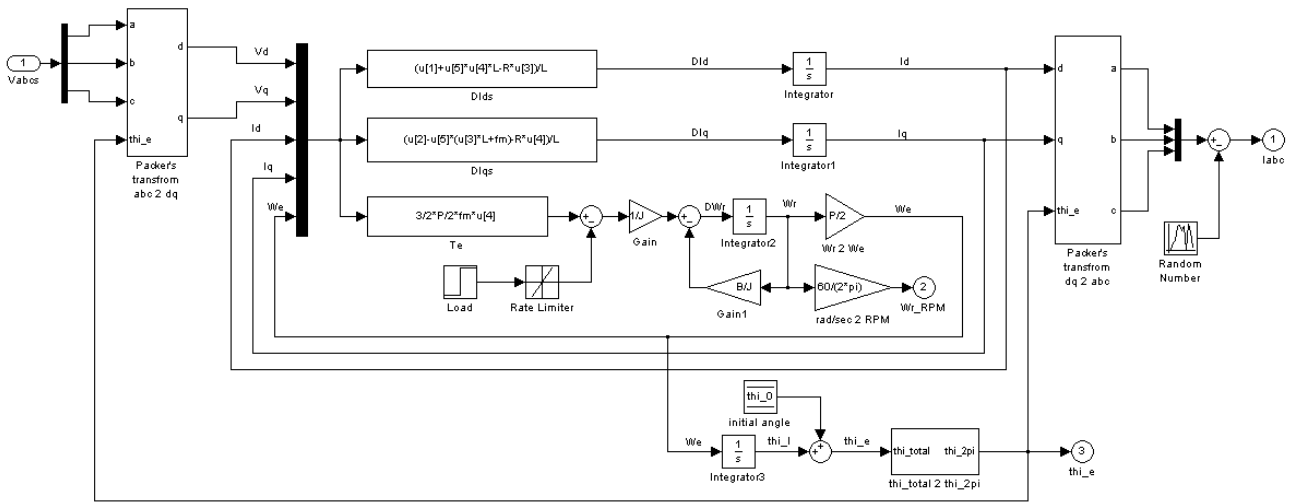 1
Vabcs
a
b
c
thi_e
d
q
Packer's
transfrom
abc 2 dq
Vd
Vq
Id
Iq
We
(u[1]+u[5]*u[4]*L-R*u[3])/L
DIds
(u[2]-u[5]*(u[3]*L+fm)-R*u[4])/L
DIqs
3/2*P/2*fm*u[4]
Te
DId
1
s
Integrator
Id
DIq
1
s
Integrator1
Iq
Load
Rate Limiter
1/J
Gain
DWr
1
s
Integrator2
Wr
P/2
Wr 2 We
We
B/J
Gain1
60/(2*pi)
rad/sec 2 RPM
2
Wr_RPM
d
q
thi_e
a
b
c
Packer's
transfrom
dq 2 abc
Random
Number
1
Iabc
thi_0
initial angle
We
1
s
Integrator3
thi_I
thi_e
thi_total
thi_2pi
thi_total 2 thi_2pi
3
thi_e